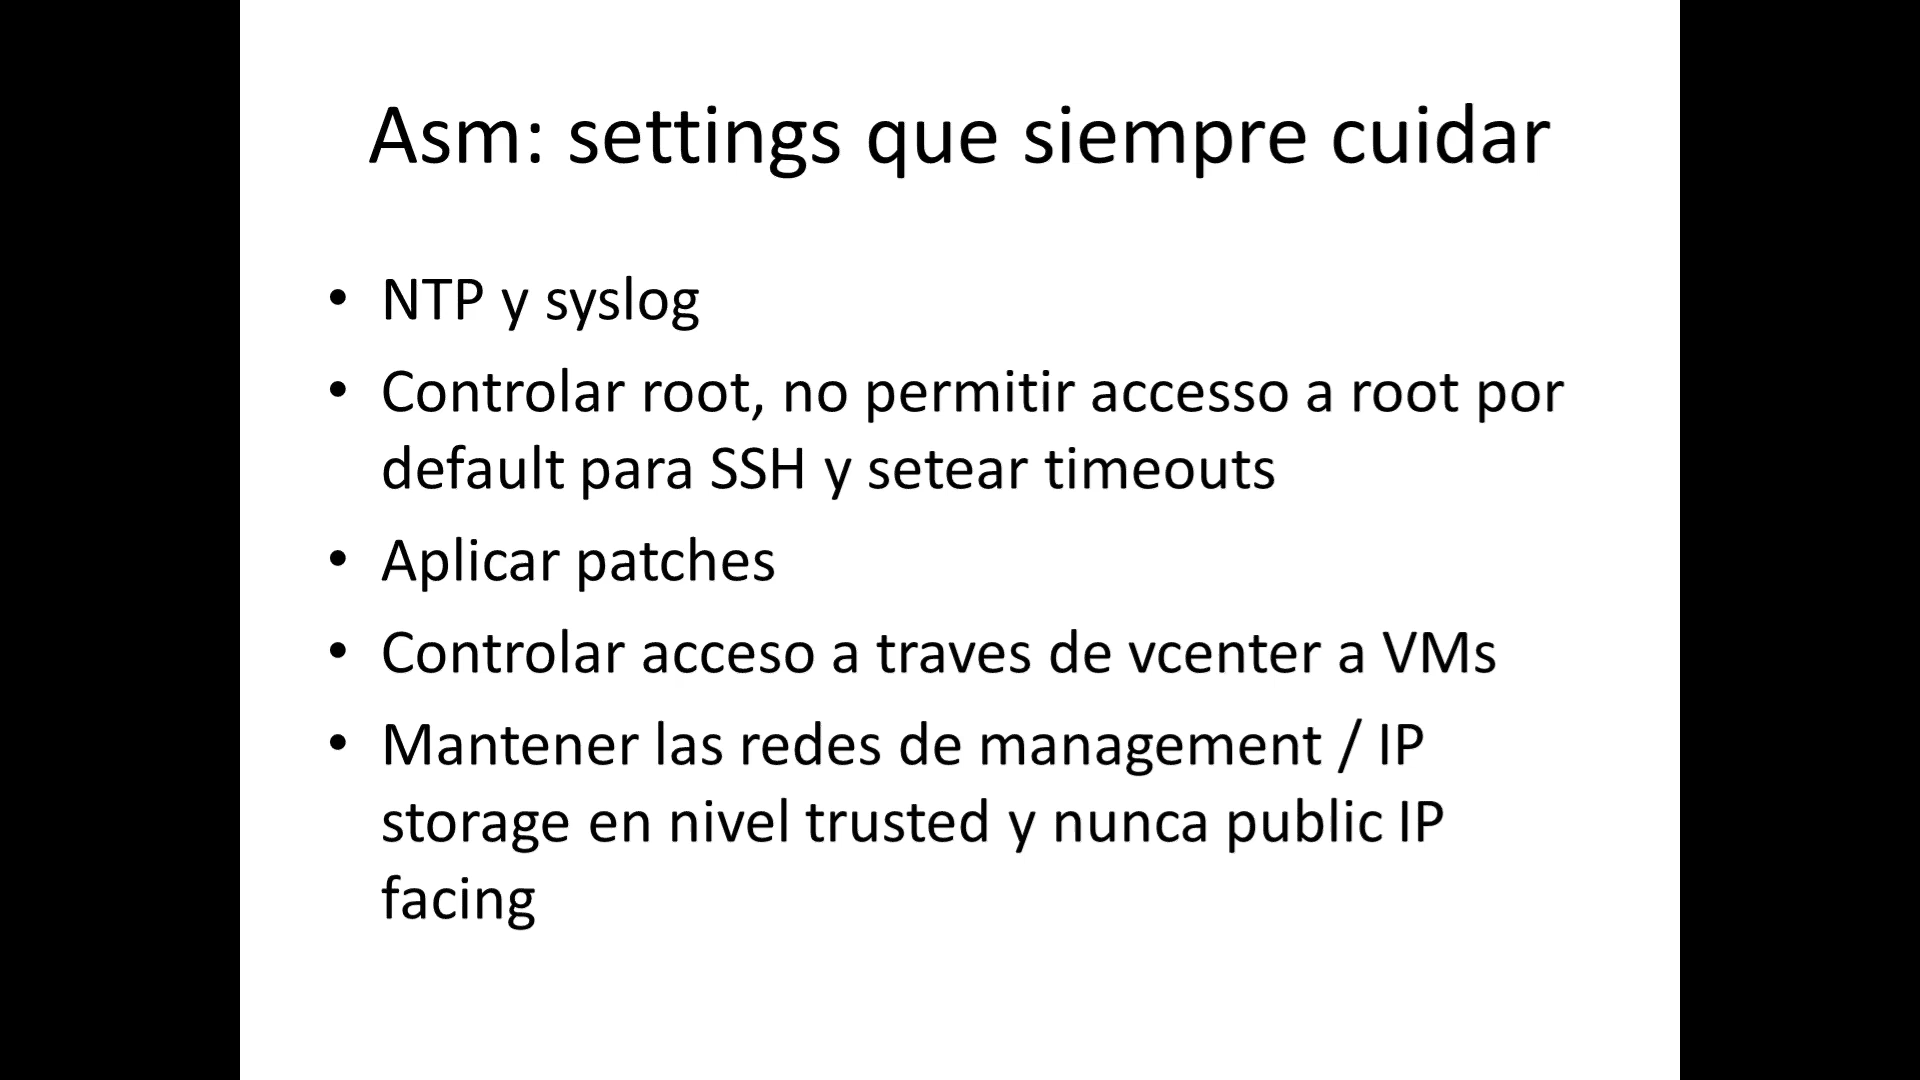 Asm: settings que siempre cuidar
• NTP y syslog
• Controlar root, no permitir accesso a root por
default para SSH y setear timeouts
• Aplicar patches
• Controlar acceso a traves de vcenter a VMs
• Mantener las redes de management / IP
storage en nivel trusted y nunca public IP
facing